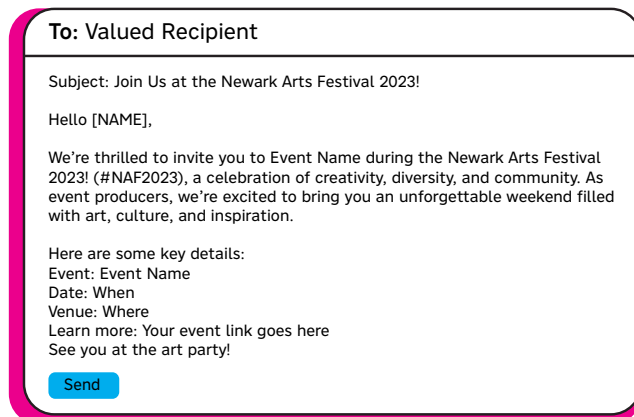 To: Valued Recipient
Subject: Join Us at the Newark Arts Festival 2023!
Hello [NAME],
We’re thrilled to invite you to Event Name during the Newark Arts Festival
2023! (#NAF2023), a celebration of creativity, diversity, and community. As
event producers, we’re excited to bring you an unforgettable weekend filled
with art, culture, and inspiration.
Here are some key details:
Event: Event Name
Date: When
Venue: Where
Learn more: Your event link goes here
See you at the art party!
Send